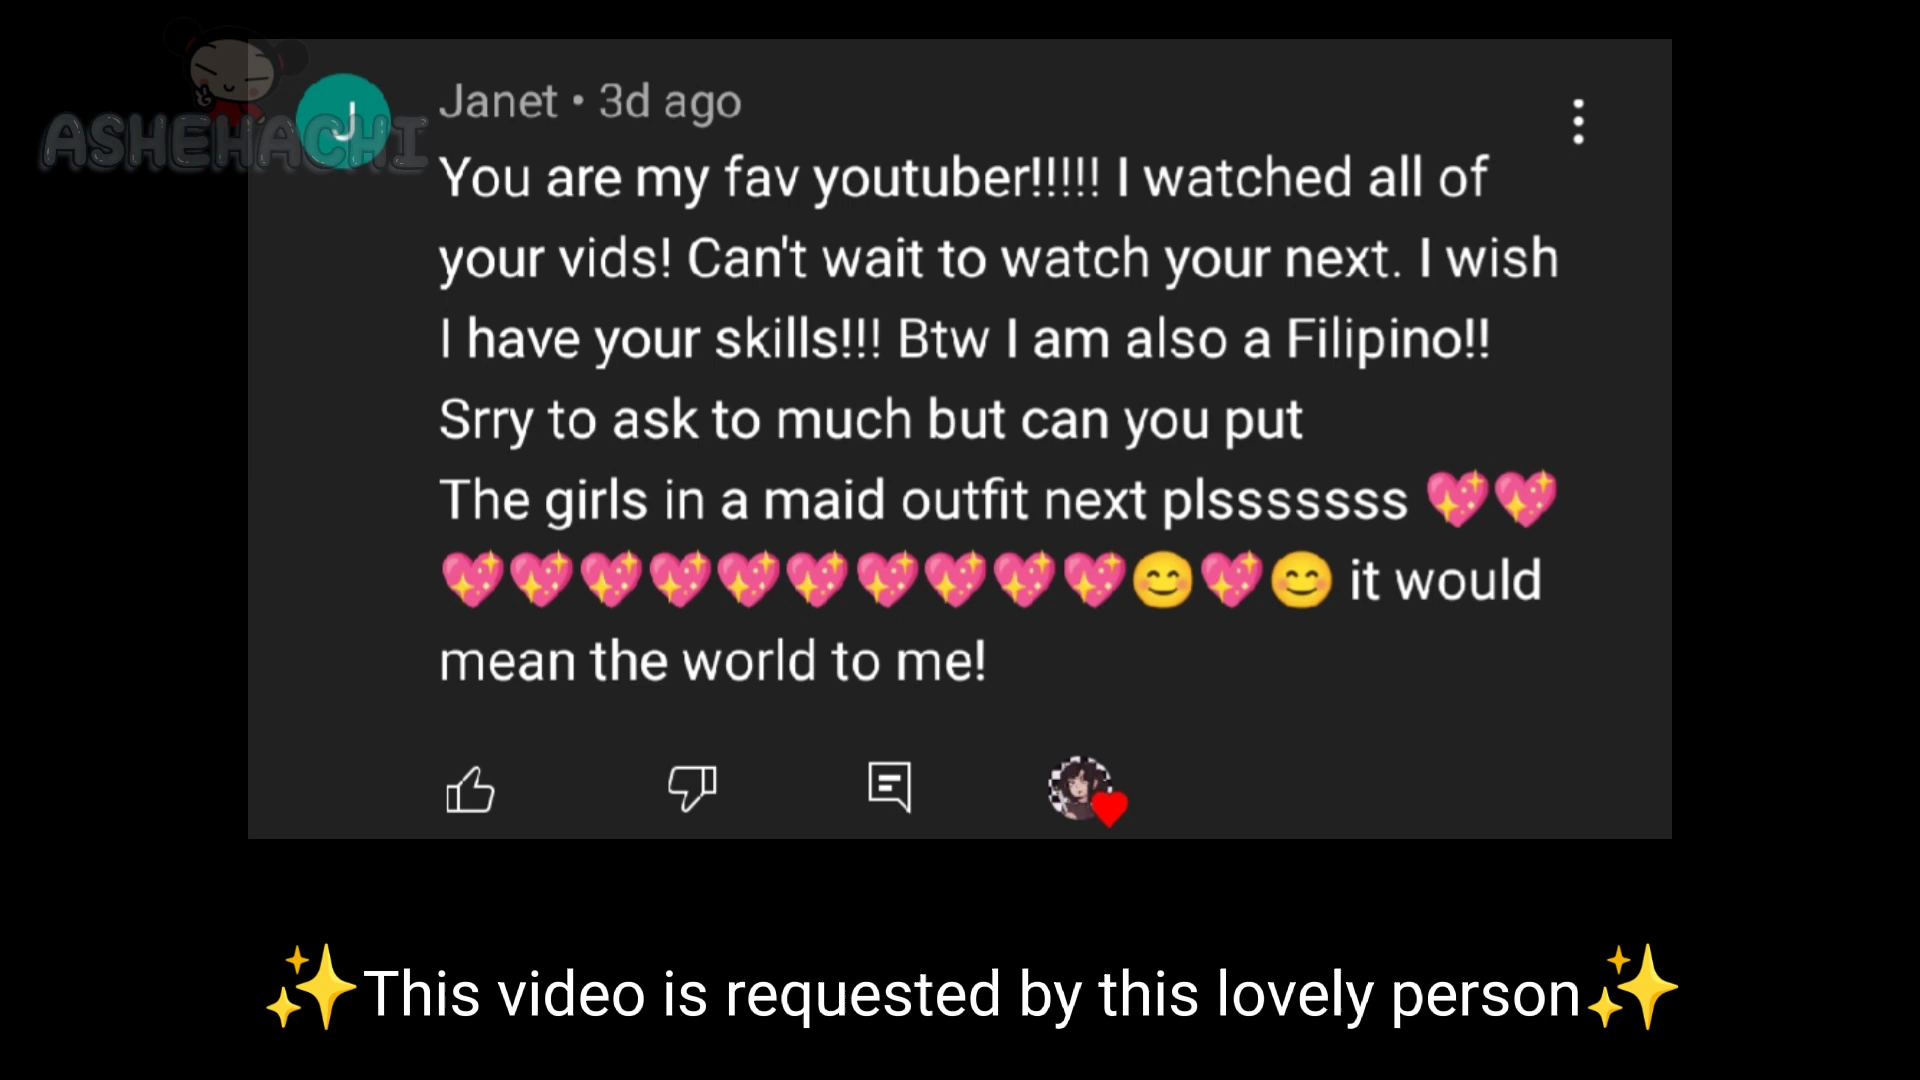 ASHEHACHI
J
Janet • 3d ago
You are my fav youtuber!!!!! I watched all of
your vids! Can't wait to watch your next. I wish
I have your skills!!! Btw I am also a Filipino!!
Srry to ask to much but can you put
The girls in a maid outfit next plsssssss 💖💖
💖💖💖💖💖💖💖💖💖💖😊💖😊 it would
mean the world to me!
✨This video is requested by this lovely person✨